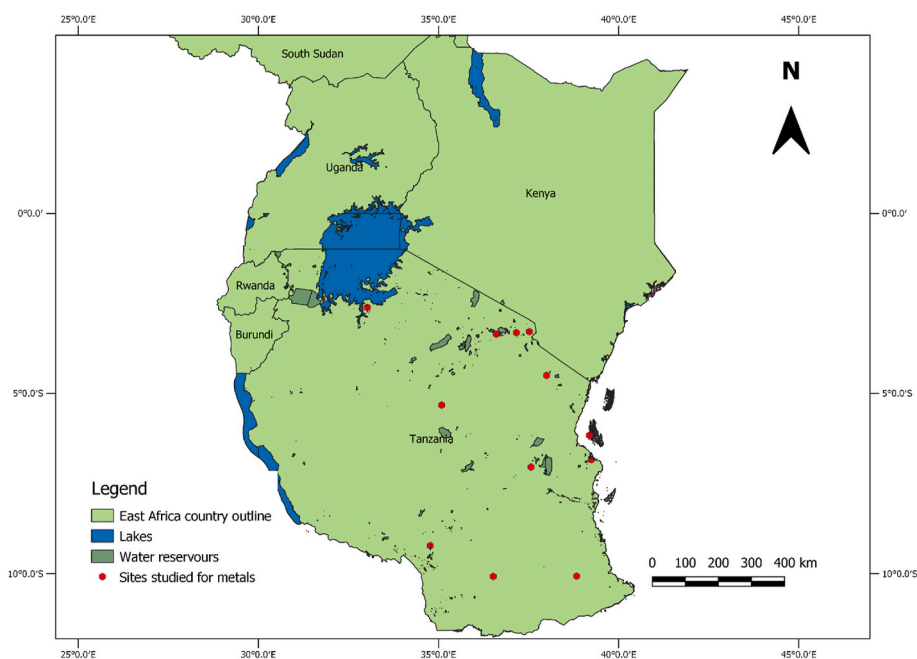 25°0.0' 30°0.0'E 35°0.0'E 40°0.0'E 45°0.0'E
South Sudan
N
Uganda
Kenya
0°0.0' 0°0.0'
Rwanda
Burundi
5°0.0'S 5°0.0'S
Tanzania
Legend
East Africa country outline
Lakes
Water reservours
Sites studied for metals
0 100 200 300 400 km
10°0.0'S 10°0.0'S
25°0.0'E 30°0.0'E 35°0.0'E 40°0.0'E 45°0.0'E